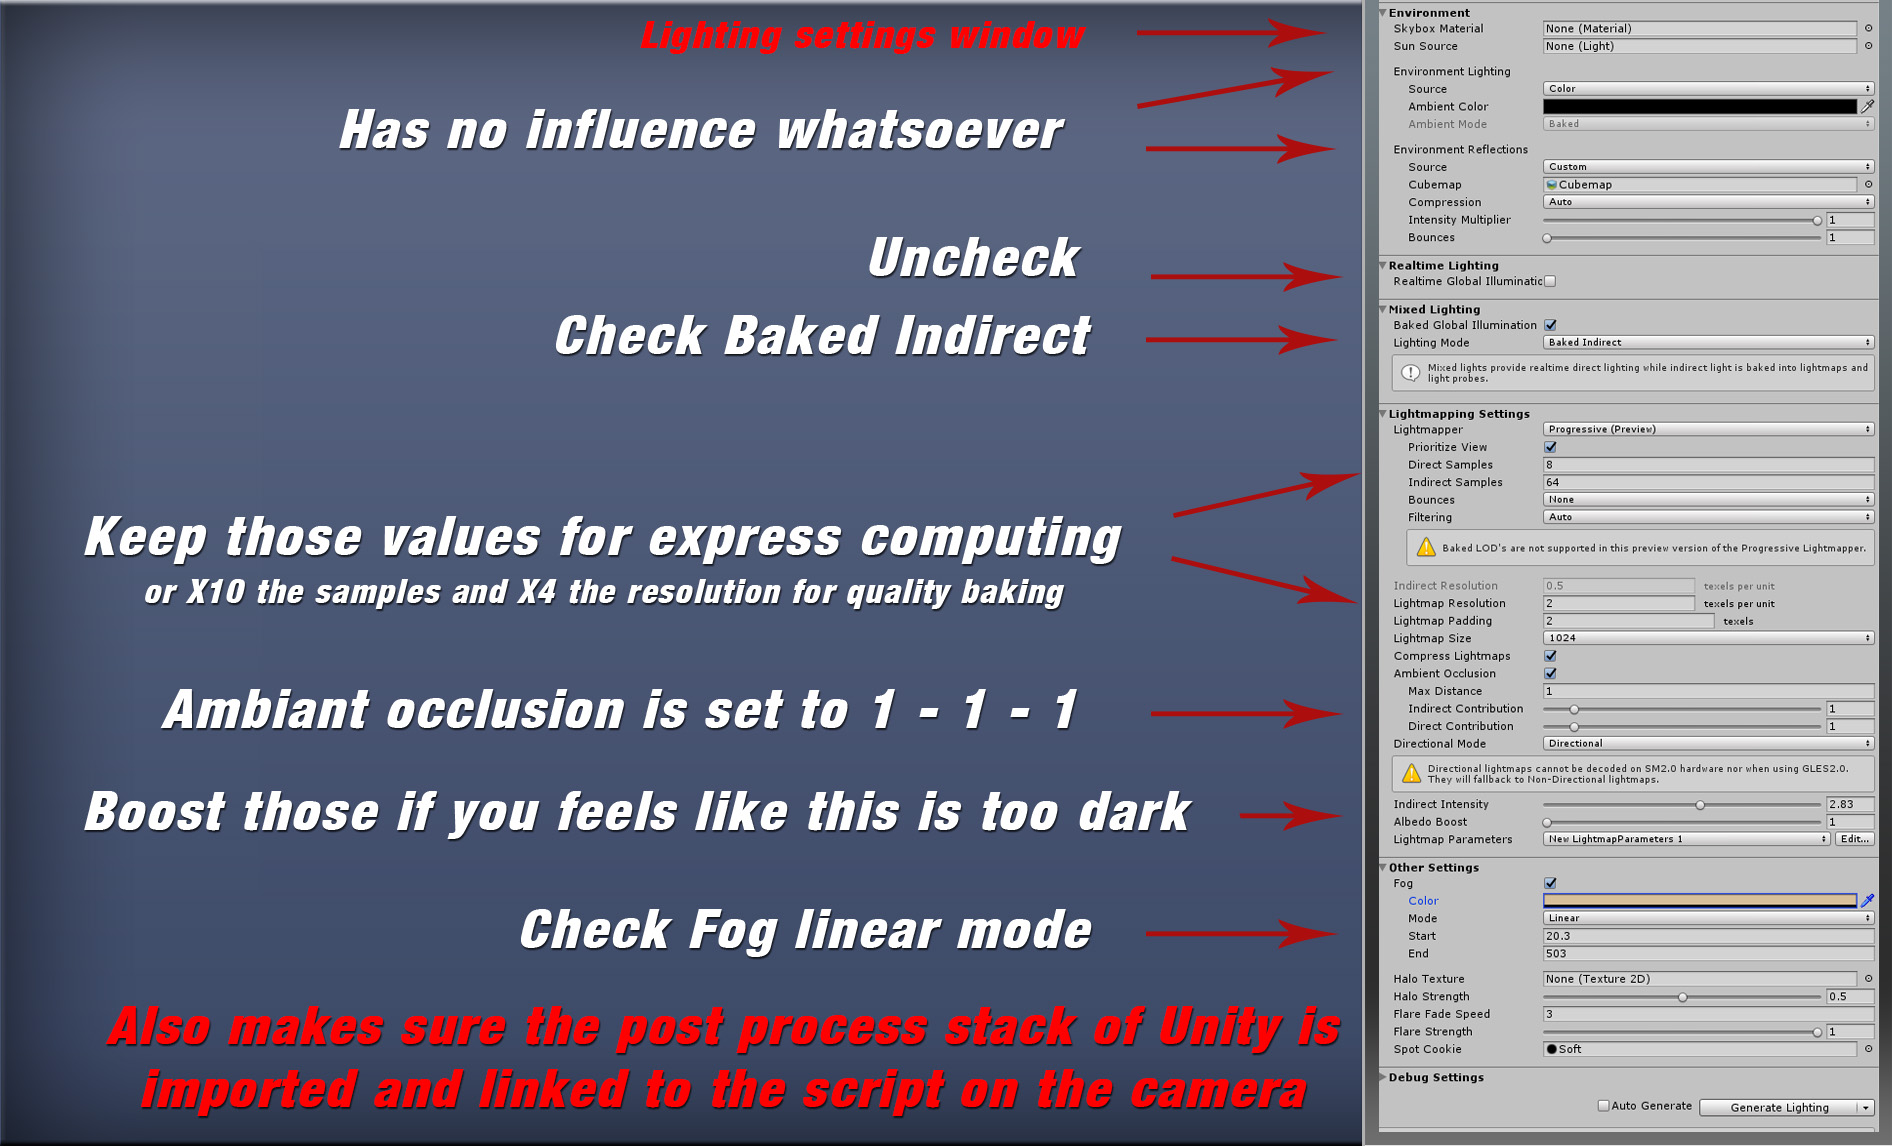 Lighting settings window
Has no influence whatsoever
Uncheck
Check Baked Indirect
Keep those values for express computing
or X10 the samples and X4 the resolution for quality baking
Ambiant occlusion is set to 1 - 1 - 1
Boost those if you feels like this is too dark
Check Fog linear mode
Also makes sure the post process stack of Unity is
imported and linked to the script on the camera
Environment
Skybox Material None (Material)
Sun Source None (Light)
Environment Lighting
Source Color
Ambient Color
Ambient Mode Baked
Environment Reflections
Source Custom
Cubemap Cubemap
Compression Auto
Intensity Multiplier 1
Bounces 1
Realtime Lighting
Realtime Global Illuminatic
Mixed Lighting
Baked Global Illumination
Lighting Mode Baked Indirect
Mixed lights provide realtime direct lighting while indirect light is baked into lightmaps and
light probes.
Lightmapping Settings
Lightmapper Progressive (Preview)
Prioritize View
Direct Samples 8
Indirect Samples 64
Bounces None
Filtering Auto
Baked LOD's are not supported in this preview version of the Progressive Lightmapper.
Indirect Resolution 0.5 texels per unit
Lightmap Resolution 2 texels per unit
Lightmap Padding 2 texels
Lightmap Size 1024
Compress Lightmaps
Ambient Occlusion
Max Distance 1
Indirect Contribution 1
Direct Contribution 1
Directional Mode Directional
Directional lightmaps cannot be decoded on SM2.0 hardware nor when using GLES2.0.
They will fallback to Non-Directional lightmaps.
Indirect Intensity 2.83
Albedo Boost 1
Lightmap Parameters New LightmapParameters 1 Edit...
Other Settings
Fog
Color
Mode Linear
Start 20.3
End 503
Halo Texture None (Texture 2D)
Halo Strength 0.5
Flare Fade Speed 3
Flare Strength 1
Spot Cookie Soft
Debug Settings
Auto Generate Generate Lighting